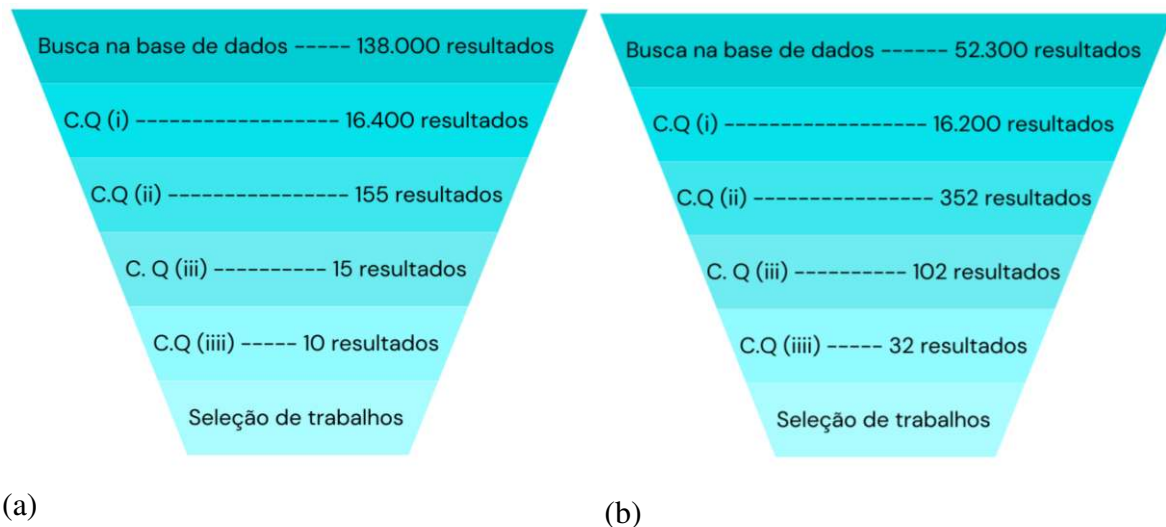 Busca na base de dados ----- 138.000 resultados
C.Q (i) ------------------ 16.400 resultados
C.Q (ii) ---------------- 155 resultados
C. Q (iii) ---------- 15 resultados
C.Q (iiii) ----- 10 resultados
Seleção de trabalhos
(a)
Busca na base de dados ------ 52.300 resultados
C.Q (i) ------------------ 16.200 resultados
C.Q (ii) ---------------- 352 resultados
C. Q (iii) ---------- 102 resultados
C.Q (iiii) ----- 32 resultados
Seleção de trabalhos
(b)